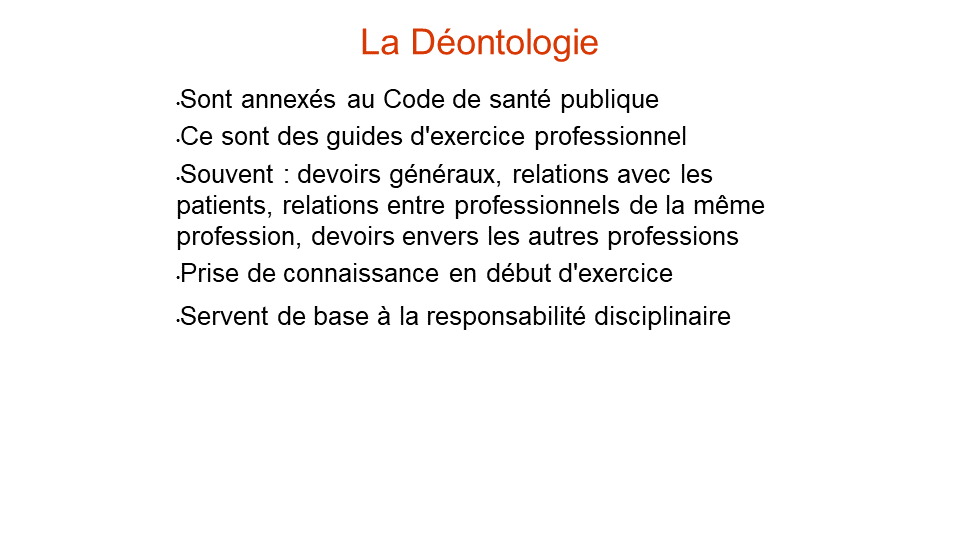 La Déontologie
•Sont annexés au Code de santé publique
•Ce sont des guides d'exercice professionnel
•Souvent : devoirs généraux, relations avec les
patients, relations entre professionnels de la même
profession, devoirs envers les autres professions
•Prise de connaissance en début d'exercice
•Servent de base à la responsabilité disciplinaire